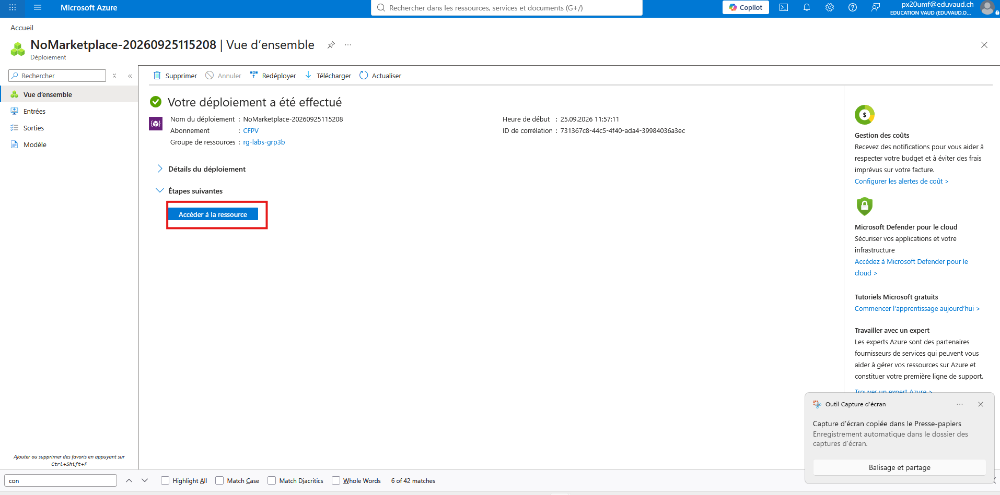 Microsoft Azure
Rechercher dans les ressources, services et documents (G+/)
Copilot
px20umf@eduvaud.ch
EDUCATION VAUD (EDUVAUD.O...
Accueil
NoMarketplace-20260925115208 | Vue d'ensemble
Déploiement
Rechercher
Vue d'ensemble
Entrées
Sorties
Modèle
Ajouter ou supprimer des favoris en appuyant sur
Ctrl+Shift+F
Supprimer
Annuler
Redéployer
Télécharger
Actualiser
Votre déploiement a été effectué
Nom du déploiement : NoMarketplace-20260925115208
Abonnement : CFPV
Groupe de ressources : rg-labs-grp3b
Heure de début : 25.09.2026 11:57:11
ID de corrélation : 731367c8-44c5-4f40-ada4-39984036a3ec
Détails du déploiement
Étapes suivantes
Accéder à la ressource
Gestion des coûts
Recevez des notifications pour vous aider à
respecter votre budget et à éviter des frais
imprévus sur votre facture.
Configurer les alertes de coût >
Microsoft Defender pour le cloud
Sécuriser vos applications et votre
infrastructure
Accédez à Microsoft Defender pour le
cloud >
Tutoriels Microsoft gratuits
Commencer l'apprentissage aujourd'hui >
Travailler avec un expert
Les experts Azure sont des partenaires
fournisseurs de services qui peuvent vous
aider à gérer vos ressources sur Azure et
constituer votre première ligne de support.
Trouver un expert Azure >
Outil Capture d'écran
Capture d'écran copiée dans le Presse-papiers
Enregistrement automatique dans le dossier des
captures d'écran.
Balisage et partage
con
Highlight All
Match Case
Match Diacritics
Whole Words
6 of 42 matches